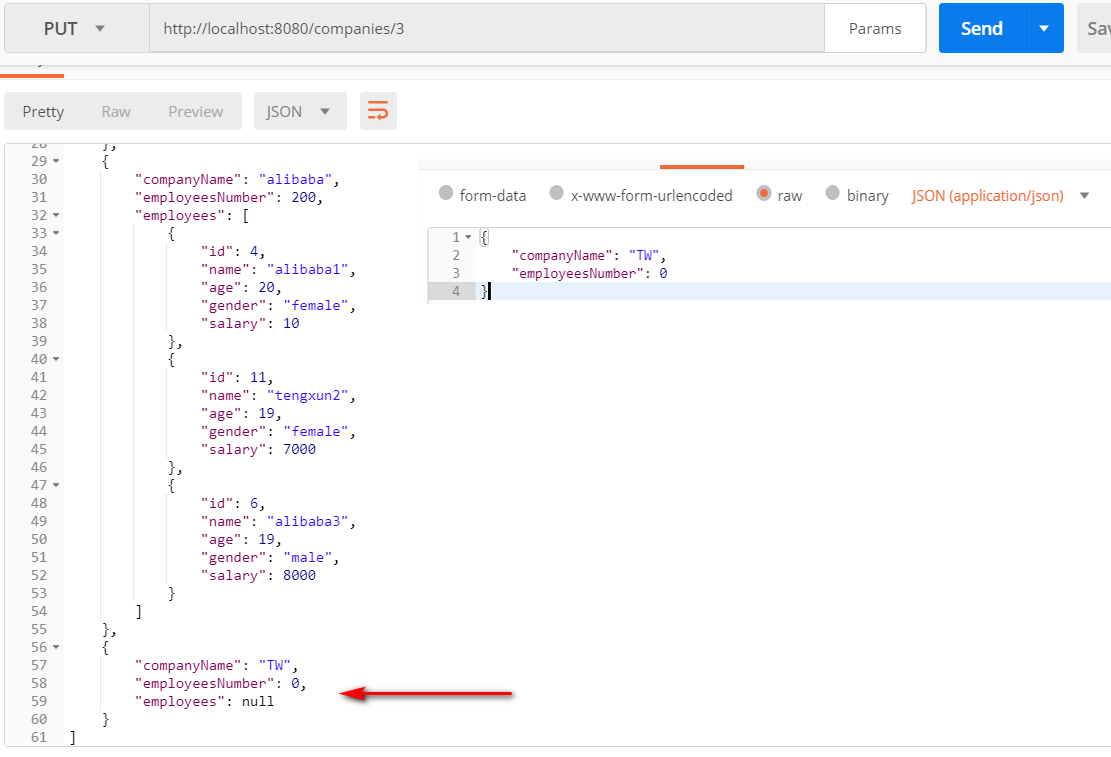 PUT http://localhost:8080/companies/3 Params Send Sav
Pretty Raw Preview JSON
28 },
29 {
30 "companyName": "alibaba",
31 "employeesNumber": 200,
32 "employees": [
33 {
34 "id": 4,
35 "name": "alibaba1",
36 "age": 20,
37 "gender": "female",
38 "salary": 10
39 },
40 {
41 "id": 11,
42 "name": "tengxun2",
43 "age": 19,
44 "gender": "female",
45 "salary": 7000
46 },
47 {
48 "id": 6,
49 "name": "alibaba3",
50 "age": 19,
51 "gender": "male",
52 "salary": 8000
53 }
54 ]
55 },
56 {
57 "companyName": "TW",
58 "employeesNumber": 0,
59 "employees": null
60 }
61 ]
form-data x-www-form-urlencoded raw binary JSON (application/json)
1 {
2 "companyName": "TW",
3 "employeesNumber": 0
4 }